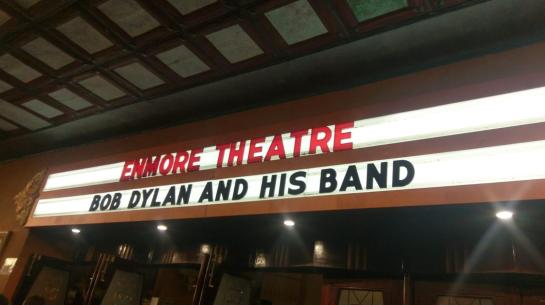 ENMORE THEATRE
BOB DYLAN AND HIS BAND